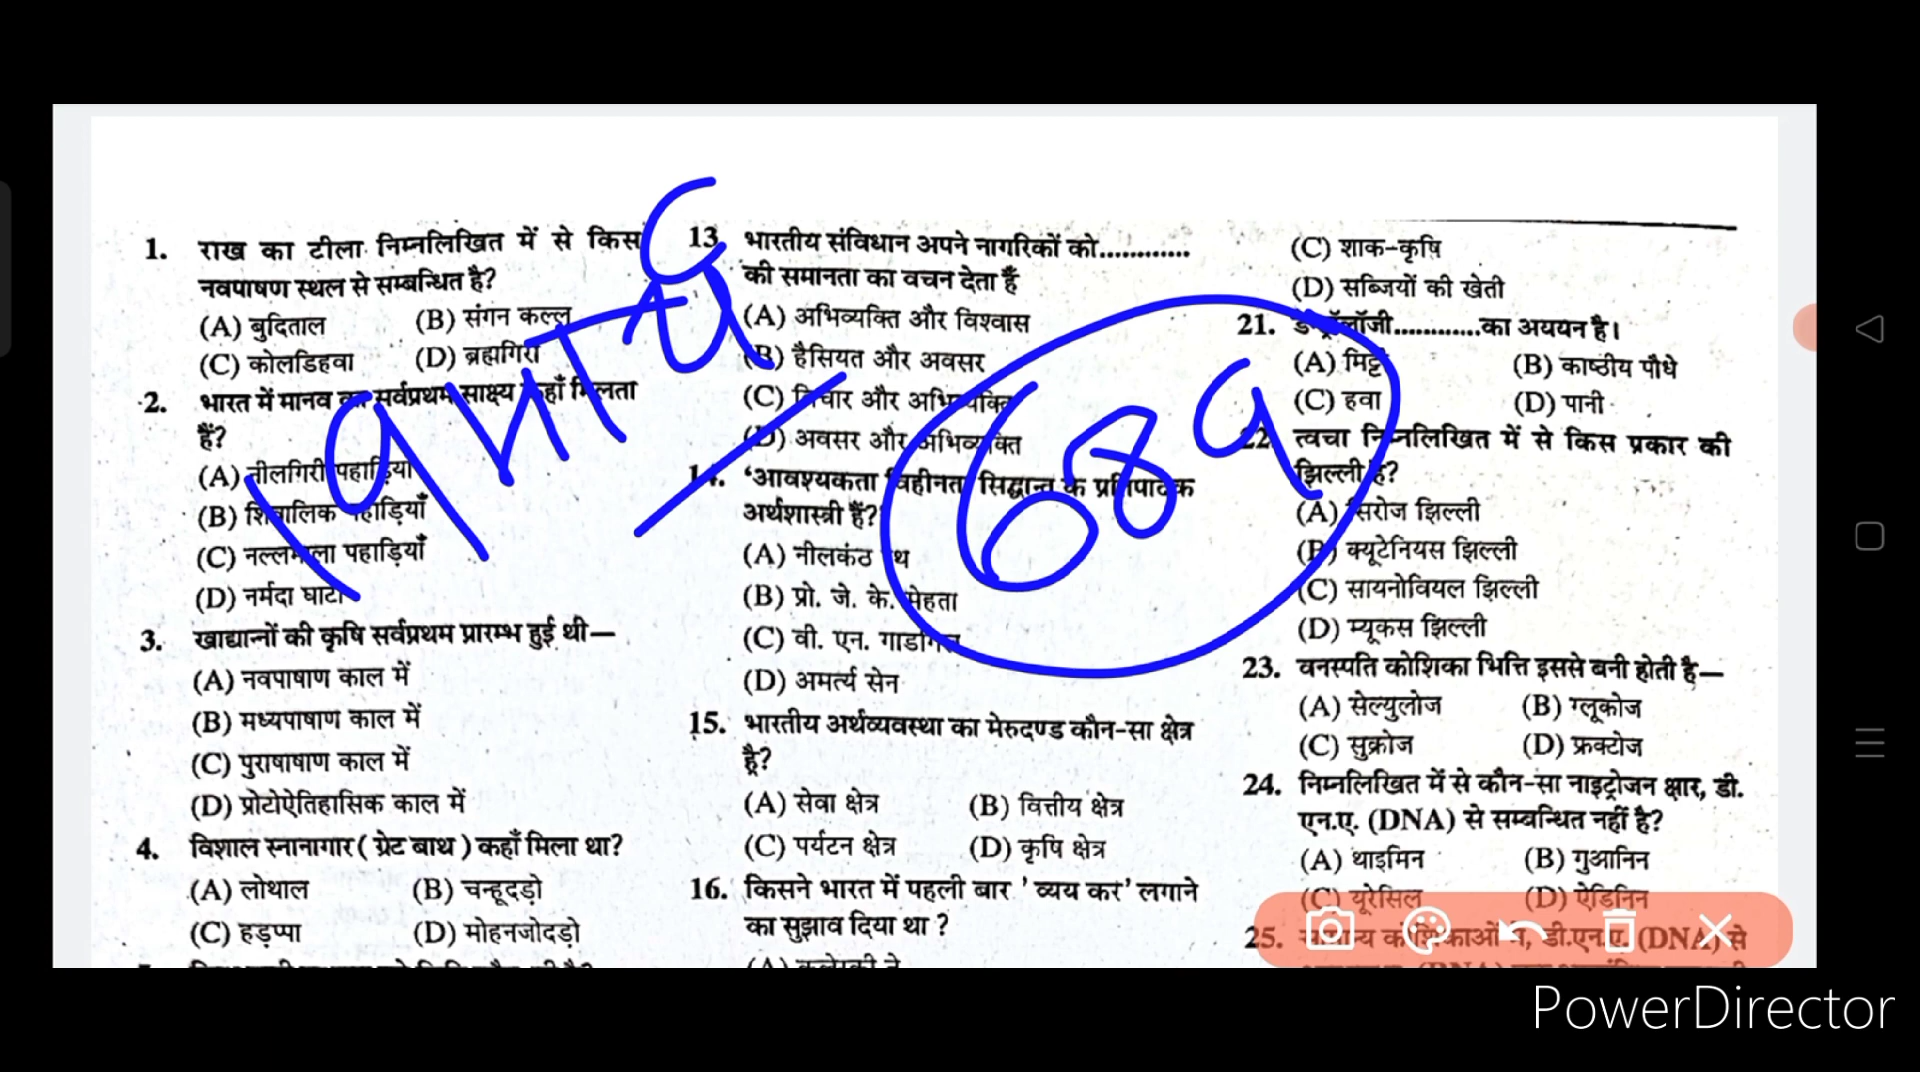 1. राख का टीला निम्नलिखित में से किस
नवपाषण स्थल से सम्बन्धित है?
(A) बुदिताल (B) संगन कल्लू
(C) कोलडिहवा (D) ब्रह्मगिरी
2. भारत में मानव का सर्वप्रथम साक्ष्य कहाँ मिलता
हैं?
(A) नीलगिरी पहाड़ियाँ
(B) शिवालिक पहाड़ियाँ
(C) नल्लमाला पहाड़ियाँ
(D) नर्मदा घाटी
3. खाद्यान्नों की कृषि सर्वप्रथम प्रारम्भ हुई थी—
(A) नवपाषाण काल में
(B) मध्यपाषाण काल में
(C) पुराषाषाण काल में
(D) प्रोटोऐतिहासिक काल में
4. विशाल स्नानागार ( ग्रेट बाथ ) कहाँ मिला था?
(A) लोथाल (B) चन्हूदड़ो
(C) हड़प्पा (D) मोहनजोदड़ो
13. भारतीय संविधान अपने नागरिकों को............
की समानता का वचन देता हैं
(A) अभिव्यक्ति और विश्वास
(B) हैसियत और अवसर
(C) विचार और अभिव्यक्ति
(D) अवसर और अभिव्यक्ति
14. 'आवश्यकता विहीनता सिद्धान्त के प्रतिपादक
अर्थशास्त्री हैं?
(A) नीलकंठ
(B) प्रो. जे. के. मेहता
(C) वी. एन. गाडगिल
(D) अमर्त्य सेन
15. भारतीय अर्थव्यवस्था का मेरुदण्ड कौन-सा क्षेत्र
है?
(A) सेवा क्षेत्र (B) वित्तीय क्षेत्र
(C) पर्यटन क्षेत्र (D) कृषि क्षेत्र
16. किसने भारत में पहली बार 'व्यय कर' लगाने
का सुझाव दिया था ?
(C) शाक-कृषि
(D) सब्जियों की खेती
21. ............का अययन है।
(A) मिट्टी (B) काष्ठीय पौधे
(C) हवा (D) पानी
22. त्वचा निम्नलिखित में से किस प्रकार की
झिल्ली है?
(A) सिरोज झिल्ली
(B) क्यूटेनियस झिल्ली
(C) सायनोवियल झिल्ली
(D) म्यूकस झिल्ली
23. वनस्पति कोशिका भित्ति इससे बनी होती है—
(A) सेल्युलोज (B) ग्लूकोज
(C) सुक्रोज (D) फ्रक्टोज
24. निम्नलिखित में से कौन-सा नाइट्रोजन क्षार, डी.
एन.ए. (DNA) से सम्बन्धित नहीं है?
(A) थाइमिन (B) गुआनिन
(C) यूरेसिल (D) ऐडिनिन
25. सामान्य कोशिकाओं में, डी.एन.ए. (DNA) से
PowerDirector